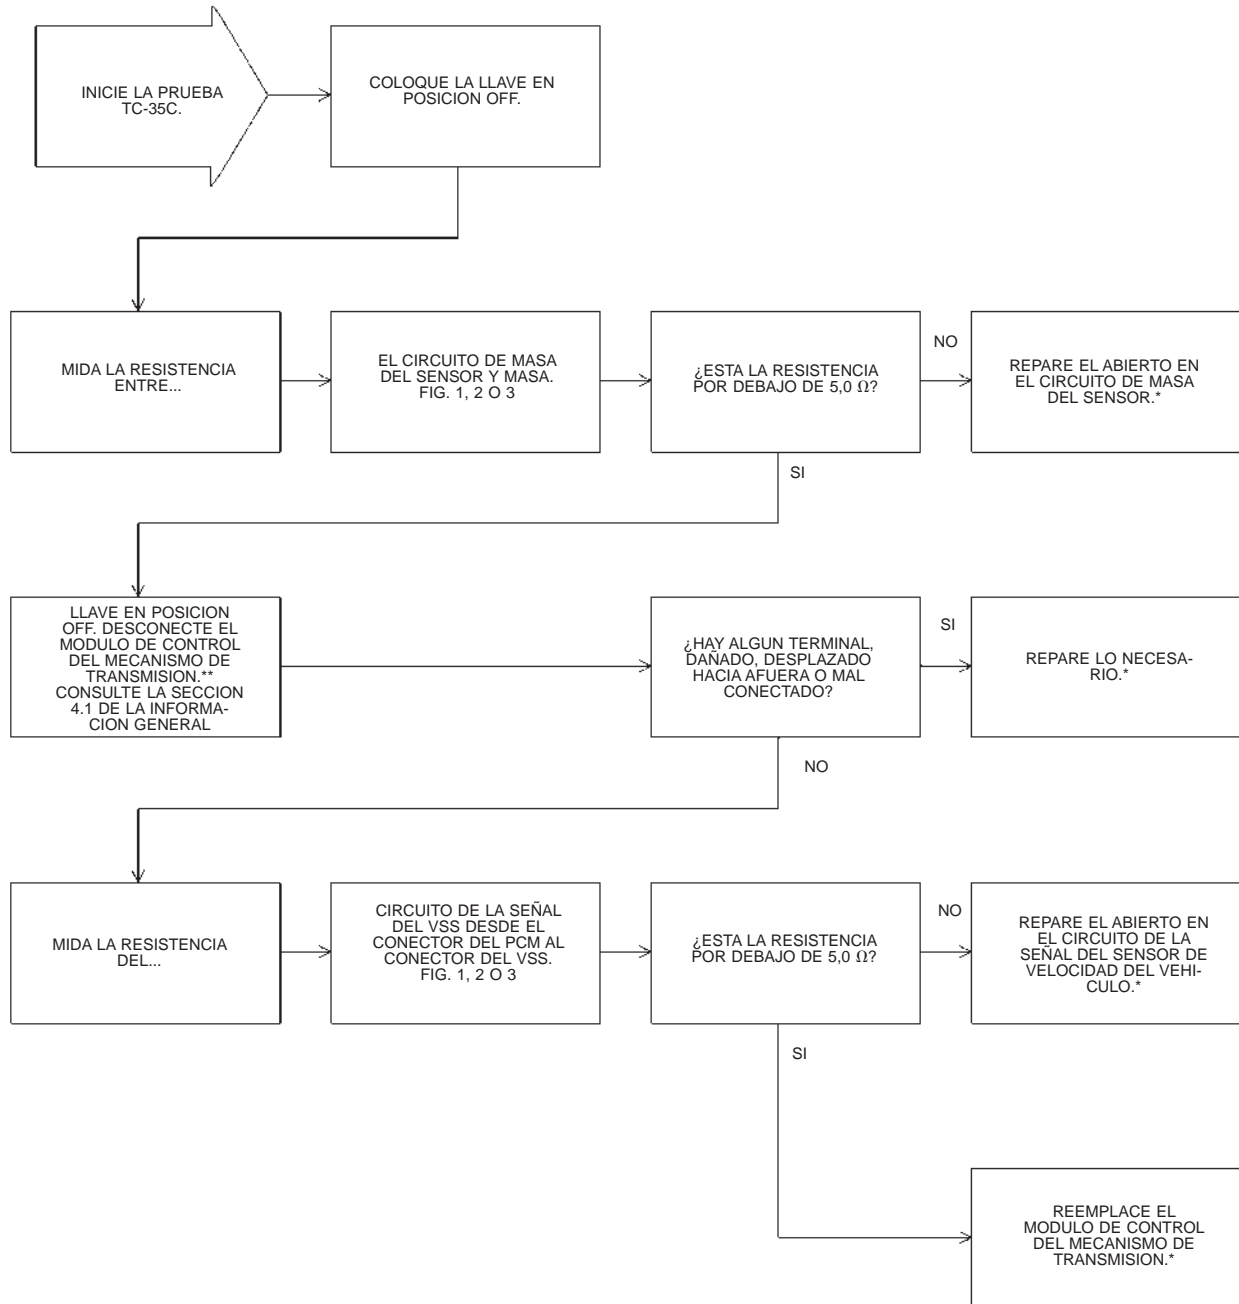 INICIE LA PRUEBA
TC-35C.
COLOQUE LA LLAVE EN
POSICION OFF.
MIDA LA RESISTENCIA
ENTRE...
EL CIRCUITO DE MASA
DEL SENSOR Y MASA.
FIG. 1, 2 O 3
¿ESTA LA RESISTENCIA
POR DEBAJO DE 5,0 Ω?
NO
REPARE EL ABIERTO EN
EL CIRCUITO DE MASA
DEL SENSOR.*
SI
LLAVE EN POSICION
OFF. DESCONECTE EL
MODULO DE CONTROL
DEL MECANISMO DE
TRANSMISION.**
CONSULTE LA SECCION
4.1 DE LA INFORMA-
CION GENERAL
¿HAY ALGUN TERMINAL,
DAÑADO, DESPLAZADO
HACIA AFUERA O MAL
CONECTADO?
SI
REPARE LO NECESA-
RIO.*
NO
MIDA LA RESISTENCIA
DEL...
CIRCUITO DE LA SEÑAL
DEL VSS DESDE EL
CONECTOR DEL PCM AL
CONECTOR DEL VSS.
FIG. 1, 2 O 3
¿ESTA LA RESISTENCIA
POR DEBAJO DE 5,0 Ω?
NO
REPARE EL ABIERTO EN
EL CIRCUITO DE LA
SEÑAL DEL SENSOR DE
VELOCIDAD DEL VEHI-
CULO.*
SI
REEMPLACE EL
MODULO DE CONTROL
DEL MECANISMO DE
TRANSMISION.*